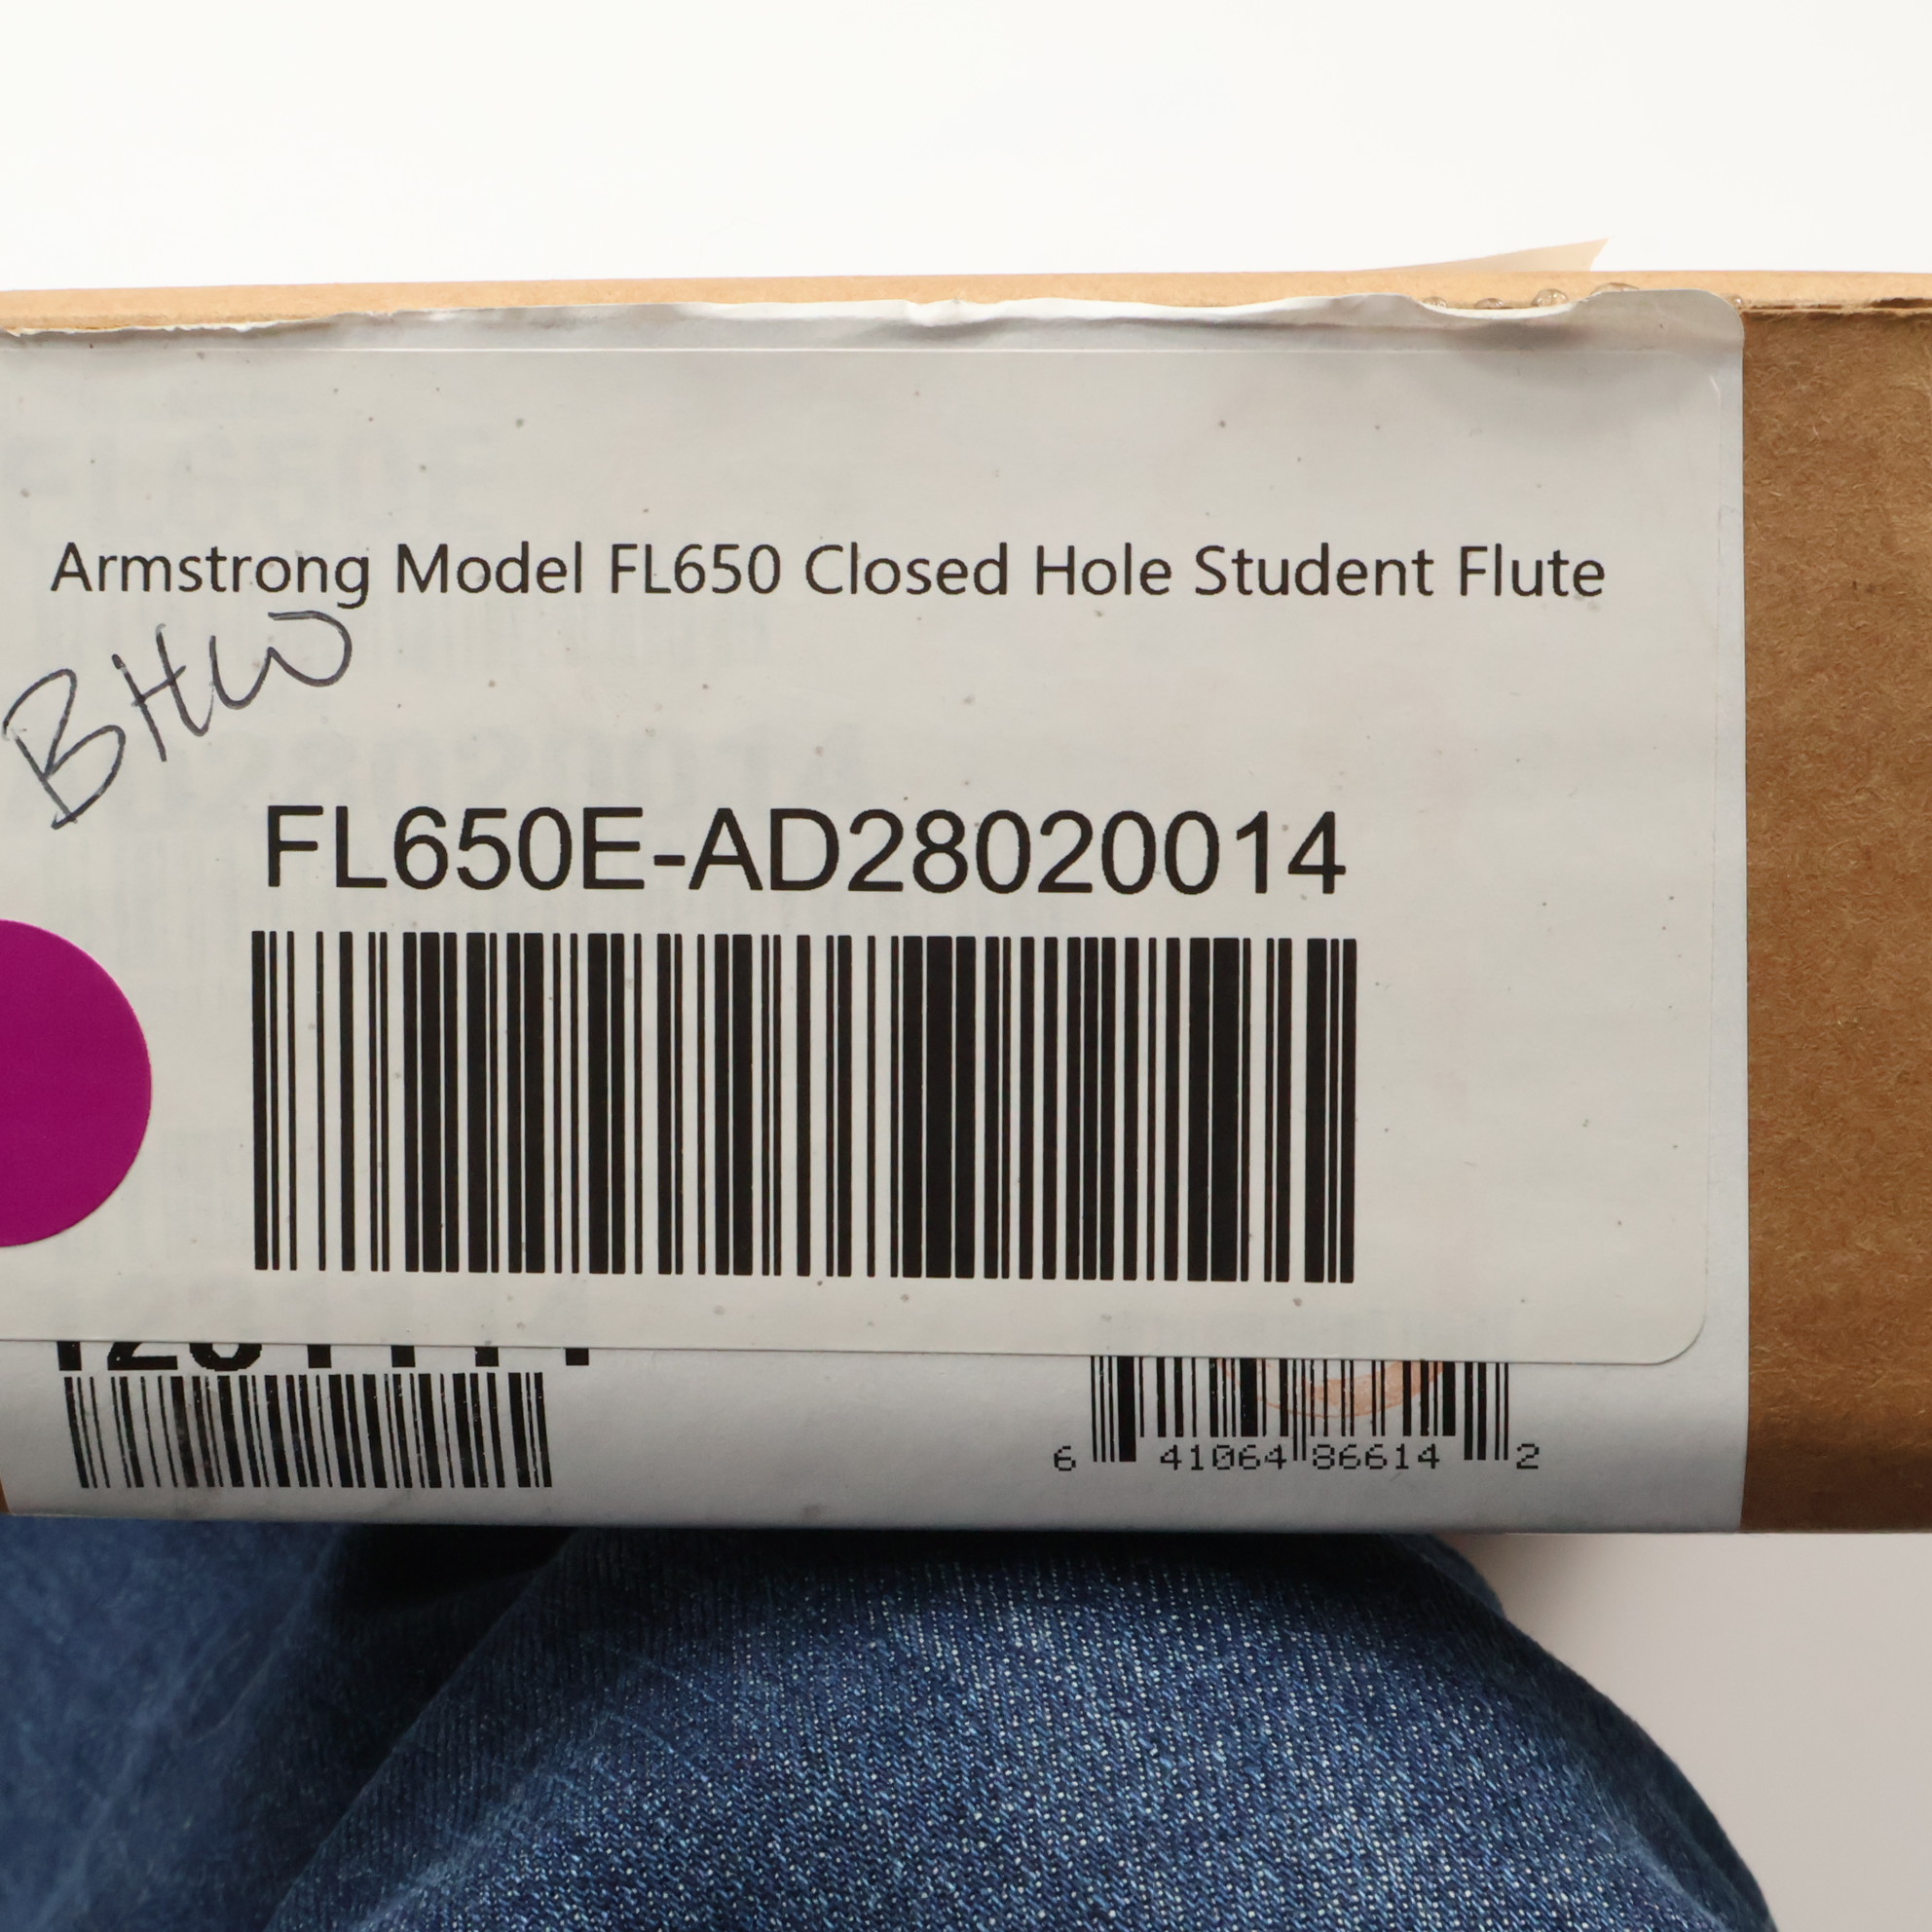 Armstrong Model FL650 Closed Hole Student Flute
BHW
FL650E-AD28020014
6 41064 86614 2